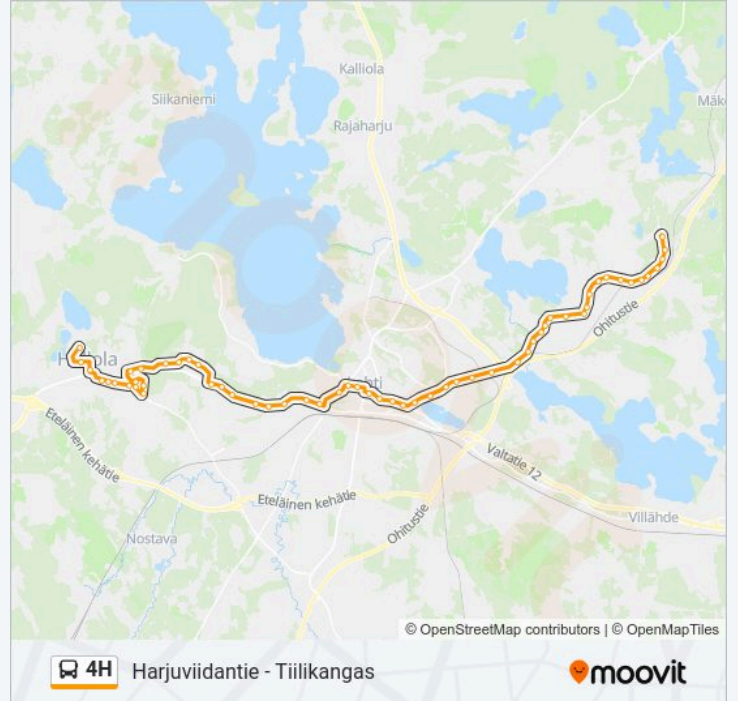 Kalliola
Siikaniemi
Rajaharju
Ohitustie
Eteläinen kehätie
Valtatie 12
Eteläinen kehätie
Ohitustie
Villähde
Nostava
© OpenStreetMap contributors | © OpenMapTiles
4H Harjuviidantie - Tiilikangas
moovit